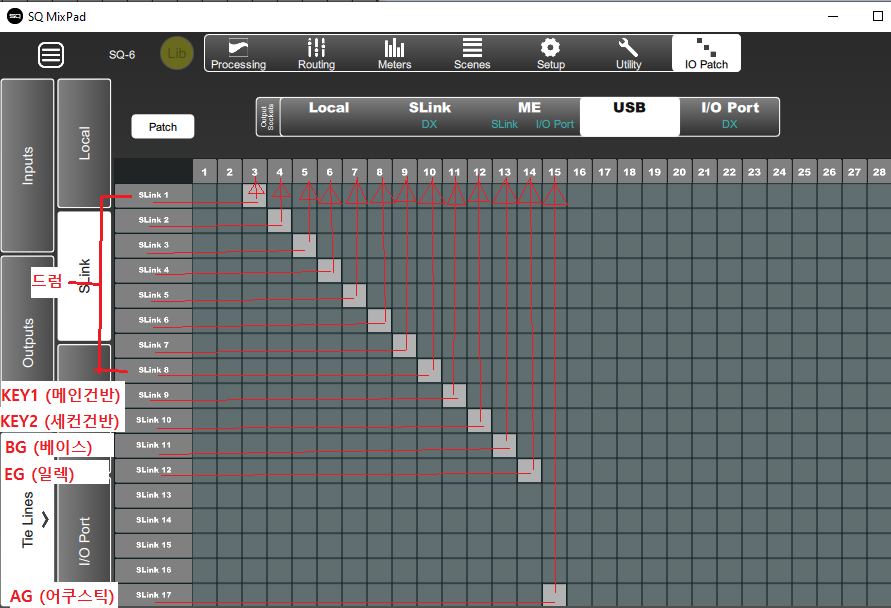 SQ MixPad
SQ-6
Lib
Processing
Routing
Meters
Scenes
Setup
Utility
IO Patch
Patch
Output Sockets
Local
SLink
DX
ME
SLink I/O Port
USB
I/O Port
DX
Inputs
Outputs
Tie Lines
Local
SLink
I/O Port
1 2 3 4 5 6 7 8 9 10 11 12 13 14 15 16 17 18 19 20 21 22 23 24 25 26 27 28
SLink 1
SLink 2
SLink 3
SLink 4
SLink 5
SLink 6
SLink 7
SLink 8
SLink 9
SLink 10
SLink 11
SLink 12
SLink 13
SLink 14
SLink 15
SLink 16
SLink 17
드럼
KEY1 (메인건반)
KEY2 (세컨건반)
BG (베이스)
EG (일렉)
AG (어쿠스틱)